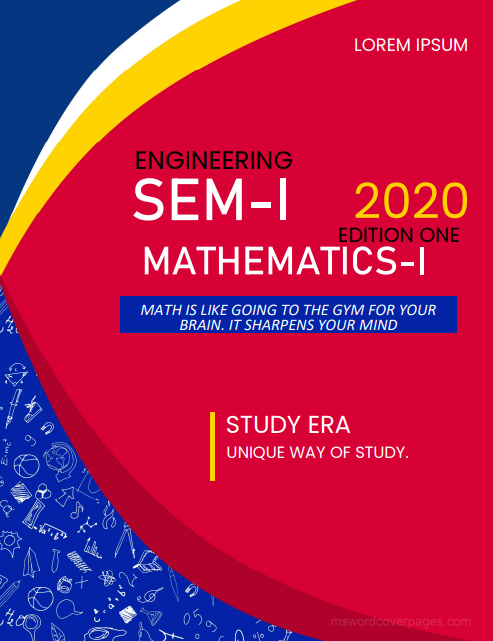 LOREM IPSUM
ENGINEERING
SEM-I
2020
EDITION ONE
MATHEMATICS-I
MATH IS LIKE GOING TO THE GYM FOR YOUR
BRAIN. IT SHARPENS YOUR MIND
STUDY ERA
UNIQUE WAY OF STUDY.
mswordcoverpages.com